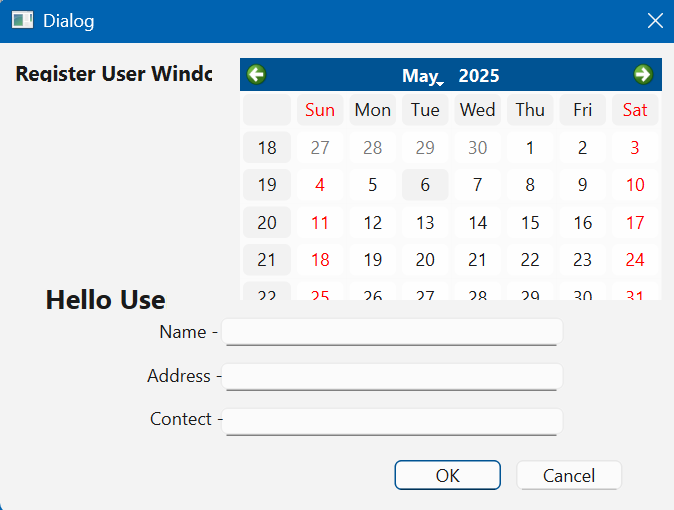 Dialog
Register User Windo
May 2025
Sun Mon Tue Wed Thu Fri Sat
18 27 28 29 30 1 2 3
19 4 5 6 7 8 9 10
20 11 12 13 14 15 16 17
21 18 19 20 21 22 23 24
22 25 26 27 28 29 30 31
Hello Use
Name -
Address -
Contect -
OK Cancel